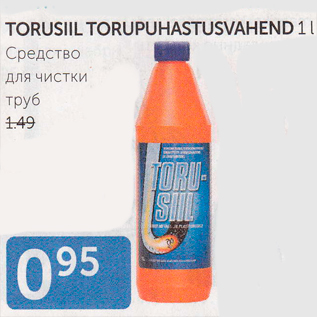 TORUSIIL TORUPUHASTUSVAHEND 1 l
Средство
для чистки
труб
1.49
TORU-
SIIL
0 95